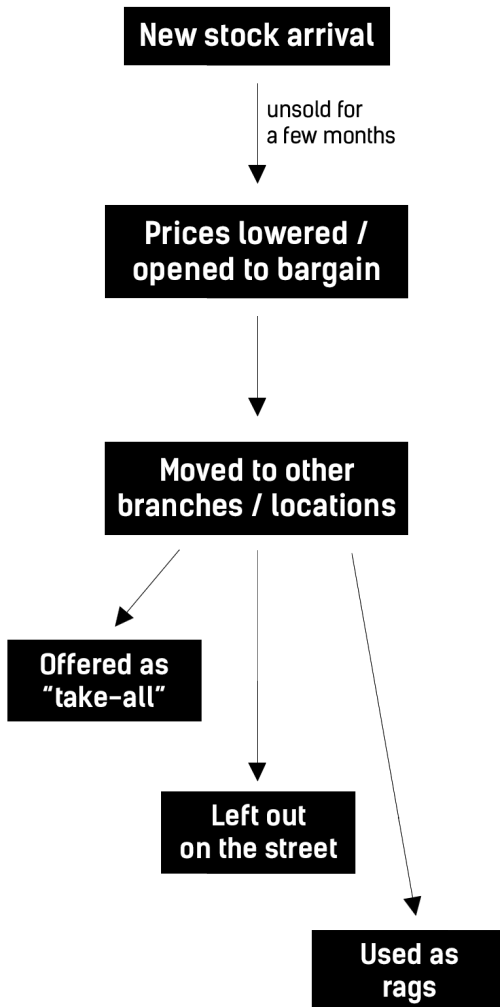 New stock arrival
unsold for
a few months
Prices lowered /
opened to bargain
Moved to other
branches / locations
Offered as
“take-all”
Left out
on the street
Used as
rags